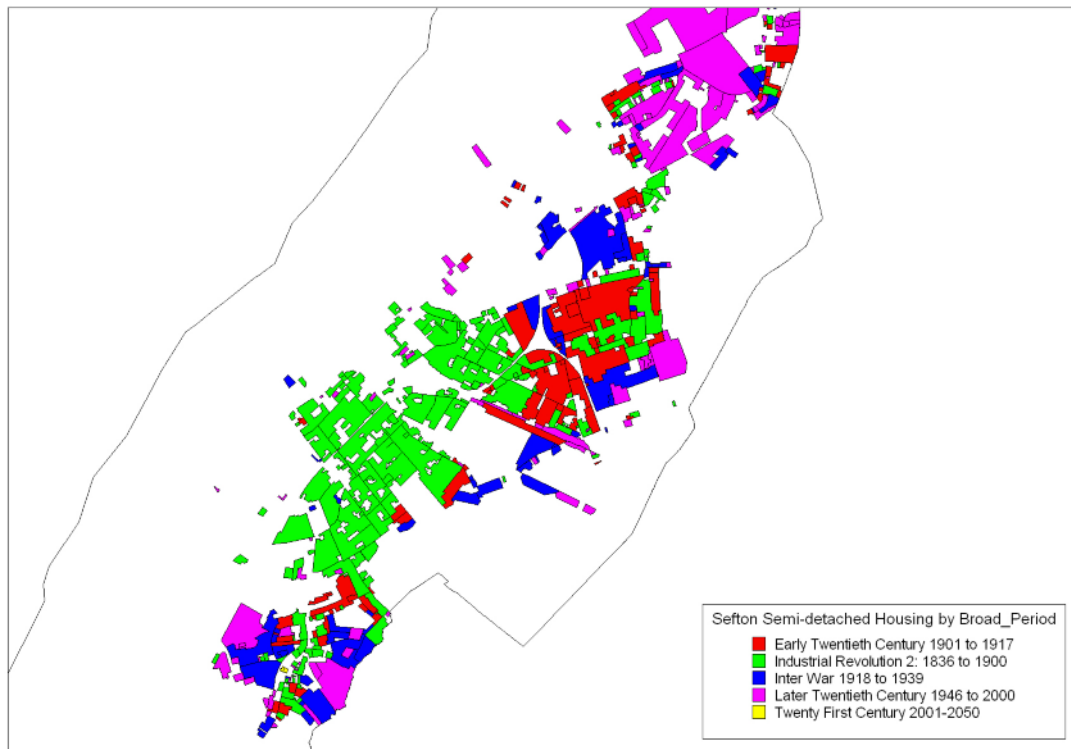 Sefton Semi-detached Housing by Broad_Period
Early Twentieth Century 1901 to 1917
Industrial Revolution 2: 1836 to 1900
Inter War 1918 to 1939
Later Twentieth Century 1946 to 2000
Twenty First Century 2001-2050